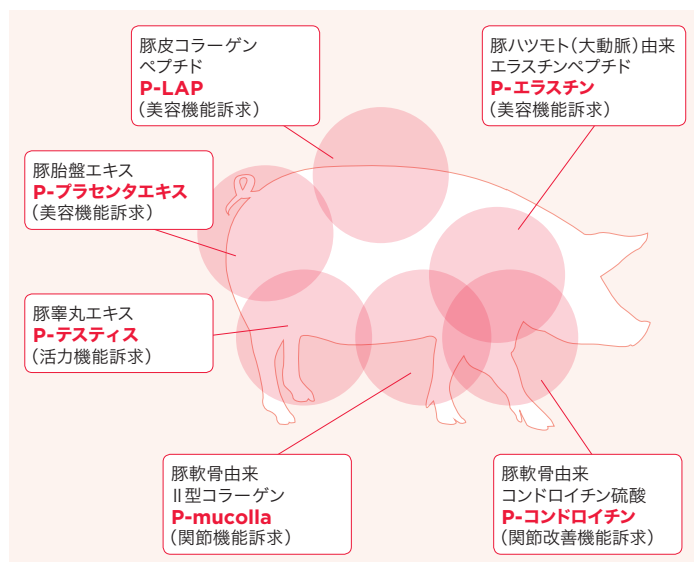 豚皮コラーゲン
ペプチド
P-LAP
(美容機能訴求)
豚ハツモト(大動脈)由来
エラスチンペプチド
P-エラスチン
(美容機能訴求)
豚胎盤エキス
P-プラセンタエキス
(美容機能訴求)
豚睾丸エキス
P-テスティス
(活力機能訴求)
豚軟骨由来
Ⅱ型コラーゲン
P-mucolla
(関節機能訴求)
豚軟骨由来
コンドロイチン硫酸
P-コンドロイチン
(関節改善機能訴求)